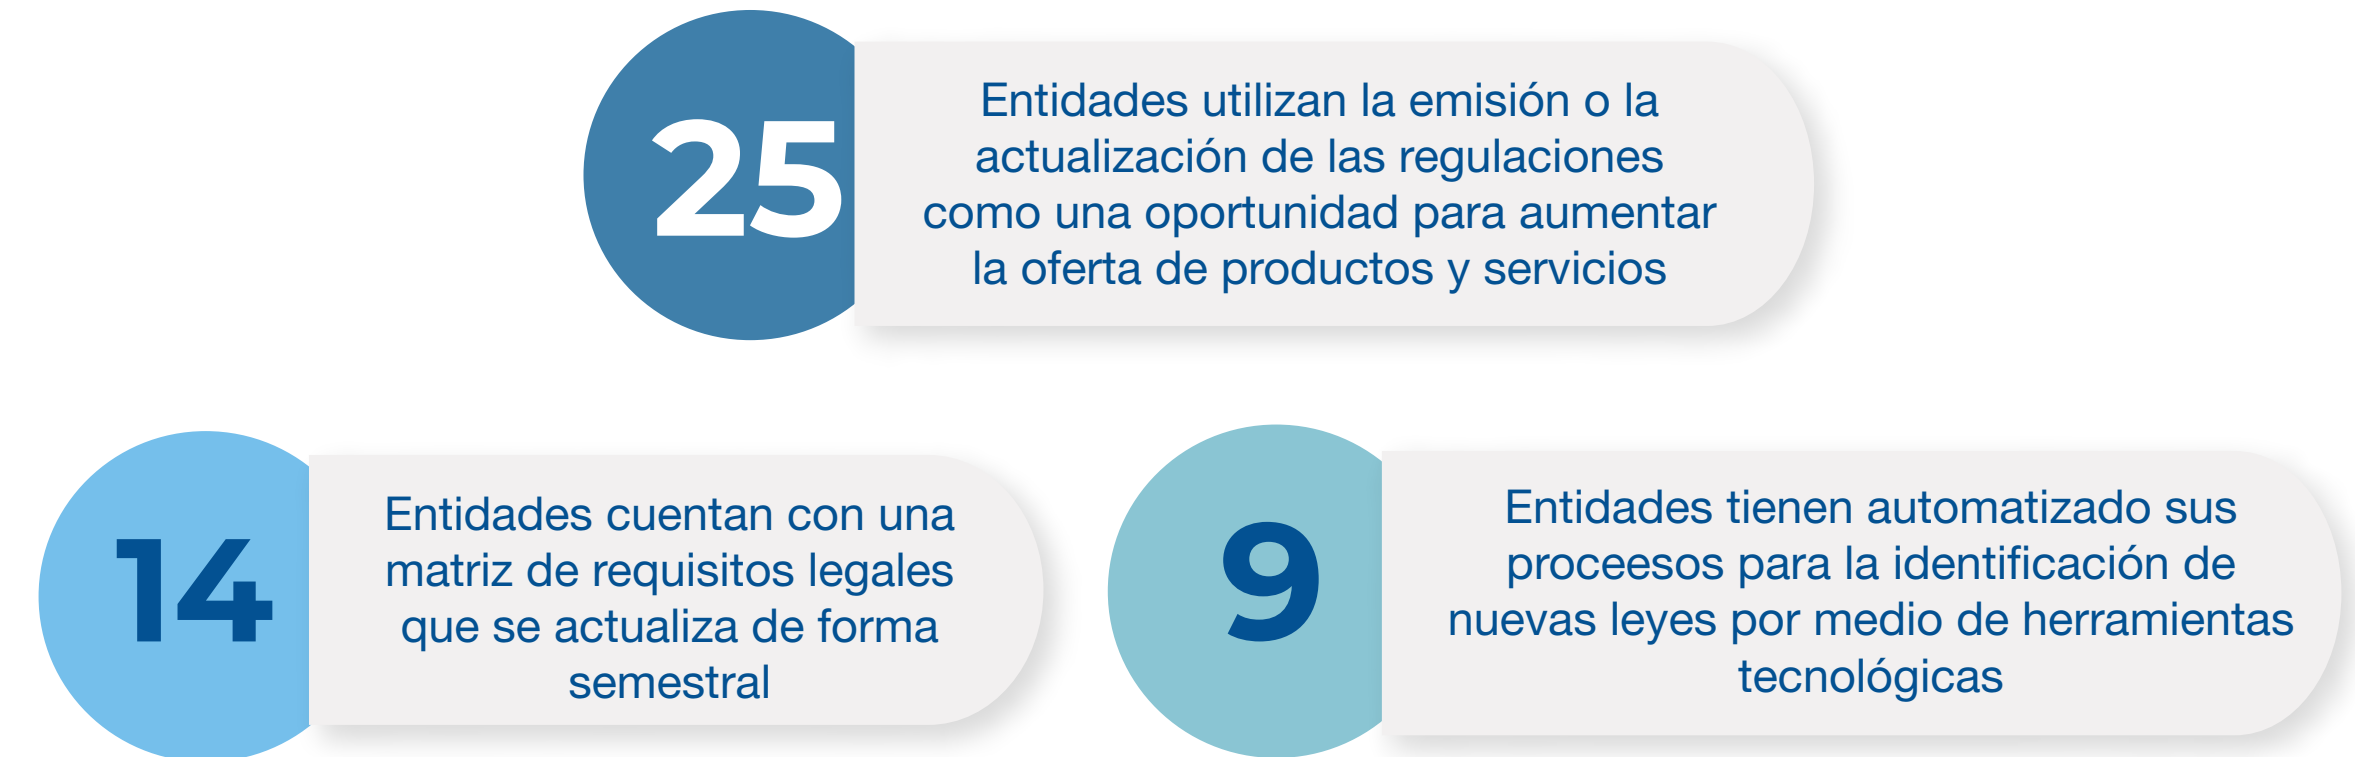 25
Entidades utilizan la emisión o la
actualización de las regulaciones
como una oportunidad para aumentar
la oferta de productos y servicios
14
Entidades cuentan con una
matriz de requisitos legales
que se actualiza de forma
semestral
9
Entidades tienen automatizado sus
proceesos para la identificación de
nuevas leyes por medio de herramientas
tecnológicas